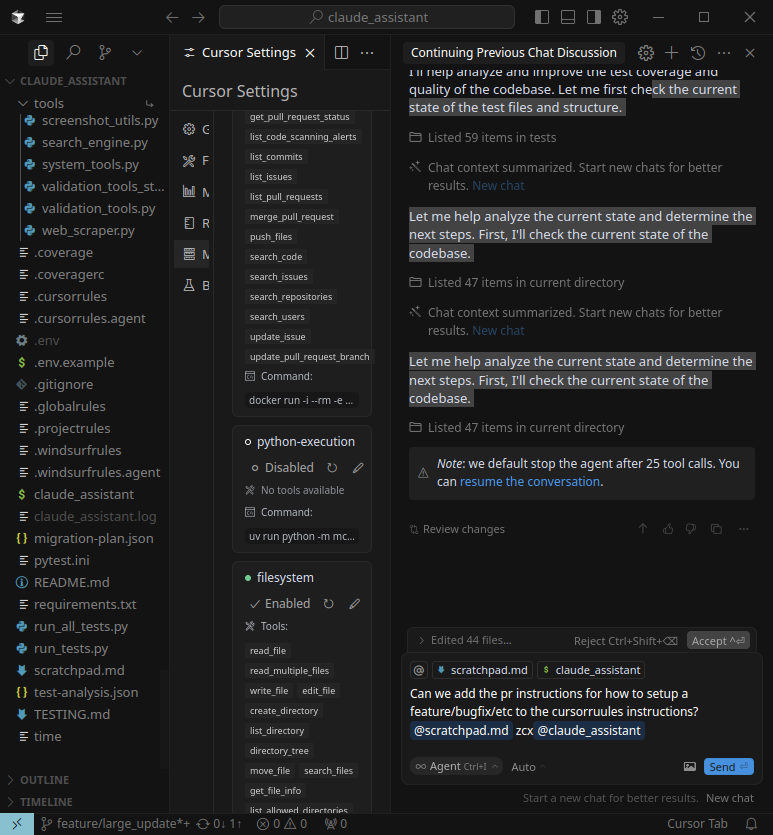 claude_assistant
CLAUDE_ASSISTANT
tools
screenshot_utils.py
search_engine.py
system_tools.py
validation_tools_st...
validation_tools.py
web_scraper.py
.coverage
.coveragerc
.cursorrules
.cursorrules.agent
.env
.env.example
.gitignore
.globalrules
.projectrules
.windsurfrules
.windsurfrules.agent
claude_assistant
claude_assistant.log
migration-plan.json
pytest.ini
README.md
requirements.txt
run_all_tests.py
run_tests.py
scratchpad.md
test-analysis.json
TESTING.md
time
OUTLINE
TIMELINE
Cursor Settings
Cursor Settings
G
F
M
R
M
B
get_pull_request_status
list_code_scanning_alerts
list_commits
list_issues
list_pull_requests
merge_pull_request
push_files
search_code
search_issues
search_repositories
search_users
update_issue
update_pull_request_branch
Command:
docker run -i --rm -e ...
python-execution
Disabled
No tools available
Command:
uv run python -m mc...
filesystem
Enabled
Tools:
read_file
read_multiple_files
write_file edit_file
create_directory
list_directory
directory_tree
move_file search_files
get_file_info
list_allowed_directories
Continuing Previous Chat Discussion
I'll help analyze and improve the test coverage and
quality of the codebase. Let me first check the current
state of the test files and structure.
Listed 59 items in tests
Chat context summarized. Start new chats for better
results. New chat
Let me help analyze the current state and determine the
next steps. First, I'll check the current state of the
codebase.
Listed 47 items in current directory
Chat context summarized. Start new chats for better
results. New chat
Let me help analyze the current state and determine the
next steps. First, I'll check the current state of the
codebase.
Listed 47 items in current directory
Note: we default stop the agent after 25 tool calls. You
can resume the conversation.
Review changes
Edited 44 files... Reject Ctrl+Shift+⌫ Accept ^⏎
@ scratchpad.md $ claude_assistant
Can we add the pr instructions for how to setup a
feature/bugfix/etc to the cursorruules instructions?
@scratchpad.md zcx @claude_assistant
∞ Agent Ctrl+I Auto Send ⏎
Start a new chat for better results. New chat
feature/large_update*+ 0↓ 1↑ 0 0 0 Cursor Tab